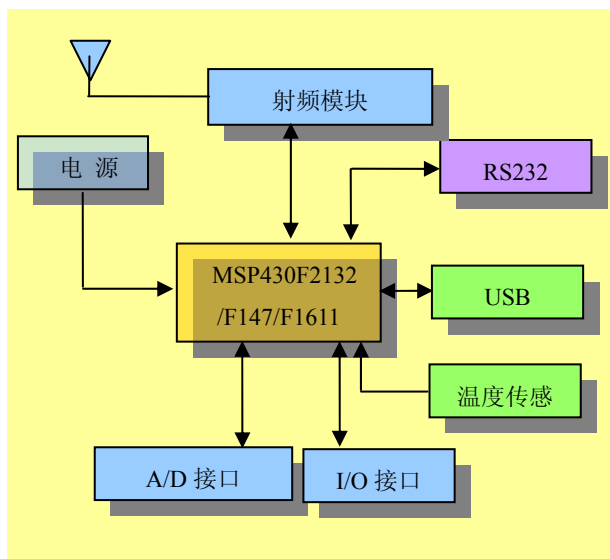 射频模块
电 源
RS232
MSP430F2132
/F147/F1611
USB
温度传感
A/D 接口
I/O 接口